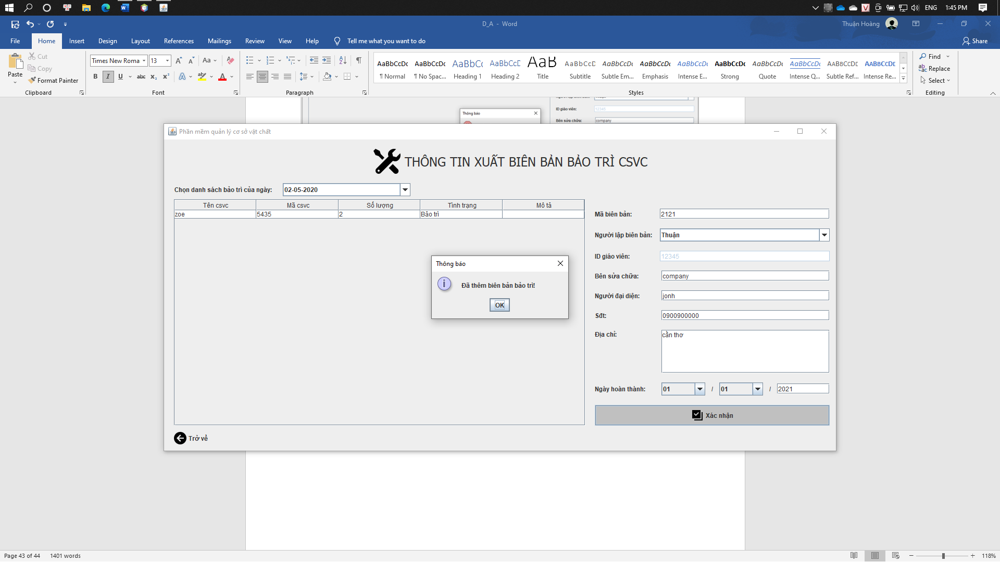 ENG 1:45 PM
D_A - Word
Thuận Hoàng
File Home Insert Design Layout References Mailings Review View Help Tell me what you want to do Share
Paste
Cut
Copy
Format Painter
Clipboard
Times New Roma 13
Font
Paragraph
AaBbCcDc AaBbCcDc AaBbCc AaBbCcD AaB AaBbCcD AaBbCcDc AaBbCcDc AaBbCcDc AaBbCcDc AaBbCcDc AaBbCcDc AABBCCDD AABBCCDD
¶ Normal ¶ No Spac... Heading 1 Heading 2 Title Subtitle Subtle Em... Emphasis Intense E... Strong Quote Intense Q... Subtle Ref... Intense Re...
Styles
Find
Replace
Select
Editing
Thông báo
ID giáo viên: 12345
Bên sửa chữa: company
Phần mềm quản lý cơ sở vật chất
THÔNG TIN XUẤT BIÊN BẢN BẢO TRÌ CSVC
Chọn danh sách bảo trì của ngày: 02-05-2020
Tên csvc Mã csvc Số lượng Tình trạng Mô tả
zoe 5435 2 Bảo trì
Mã biên bản: 2121
Người lập biên bản: Thuận
ID giáo viên: 12345
Bên sửa chữa: company
Người đại diện: jonh
Sđt: 0900900000
Địa chỉ: cần thơ
Ngày hoàn thành: 01 / 01 / 2021
Xác nhận
Thông báo
Đã thêm biên bản bảo trì!
OK
Trở về
Page 43 of 44 1401 words
118%